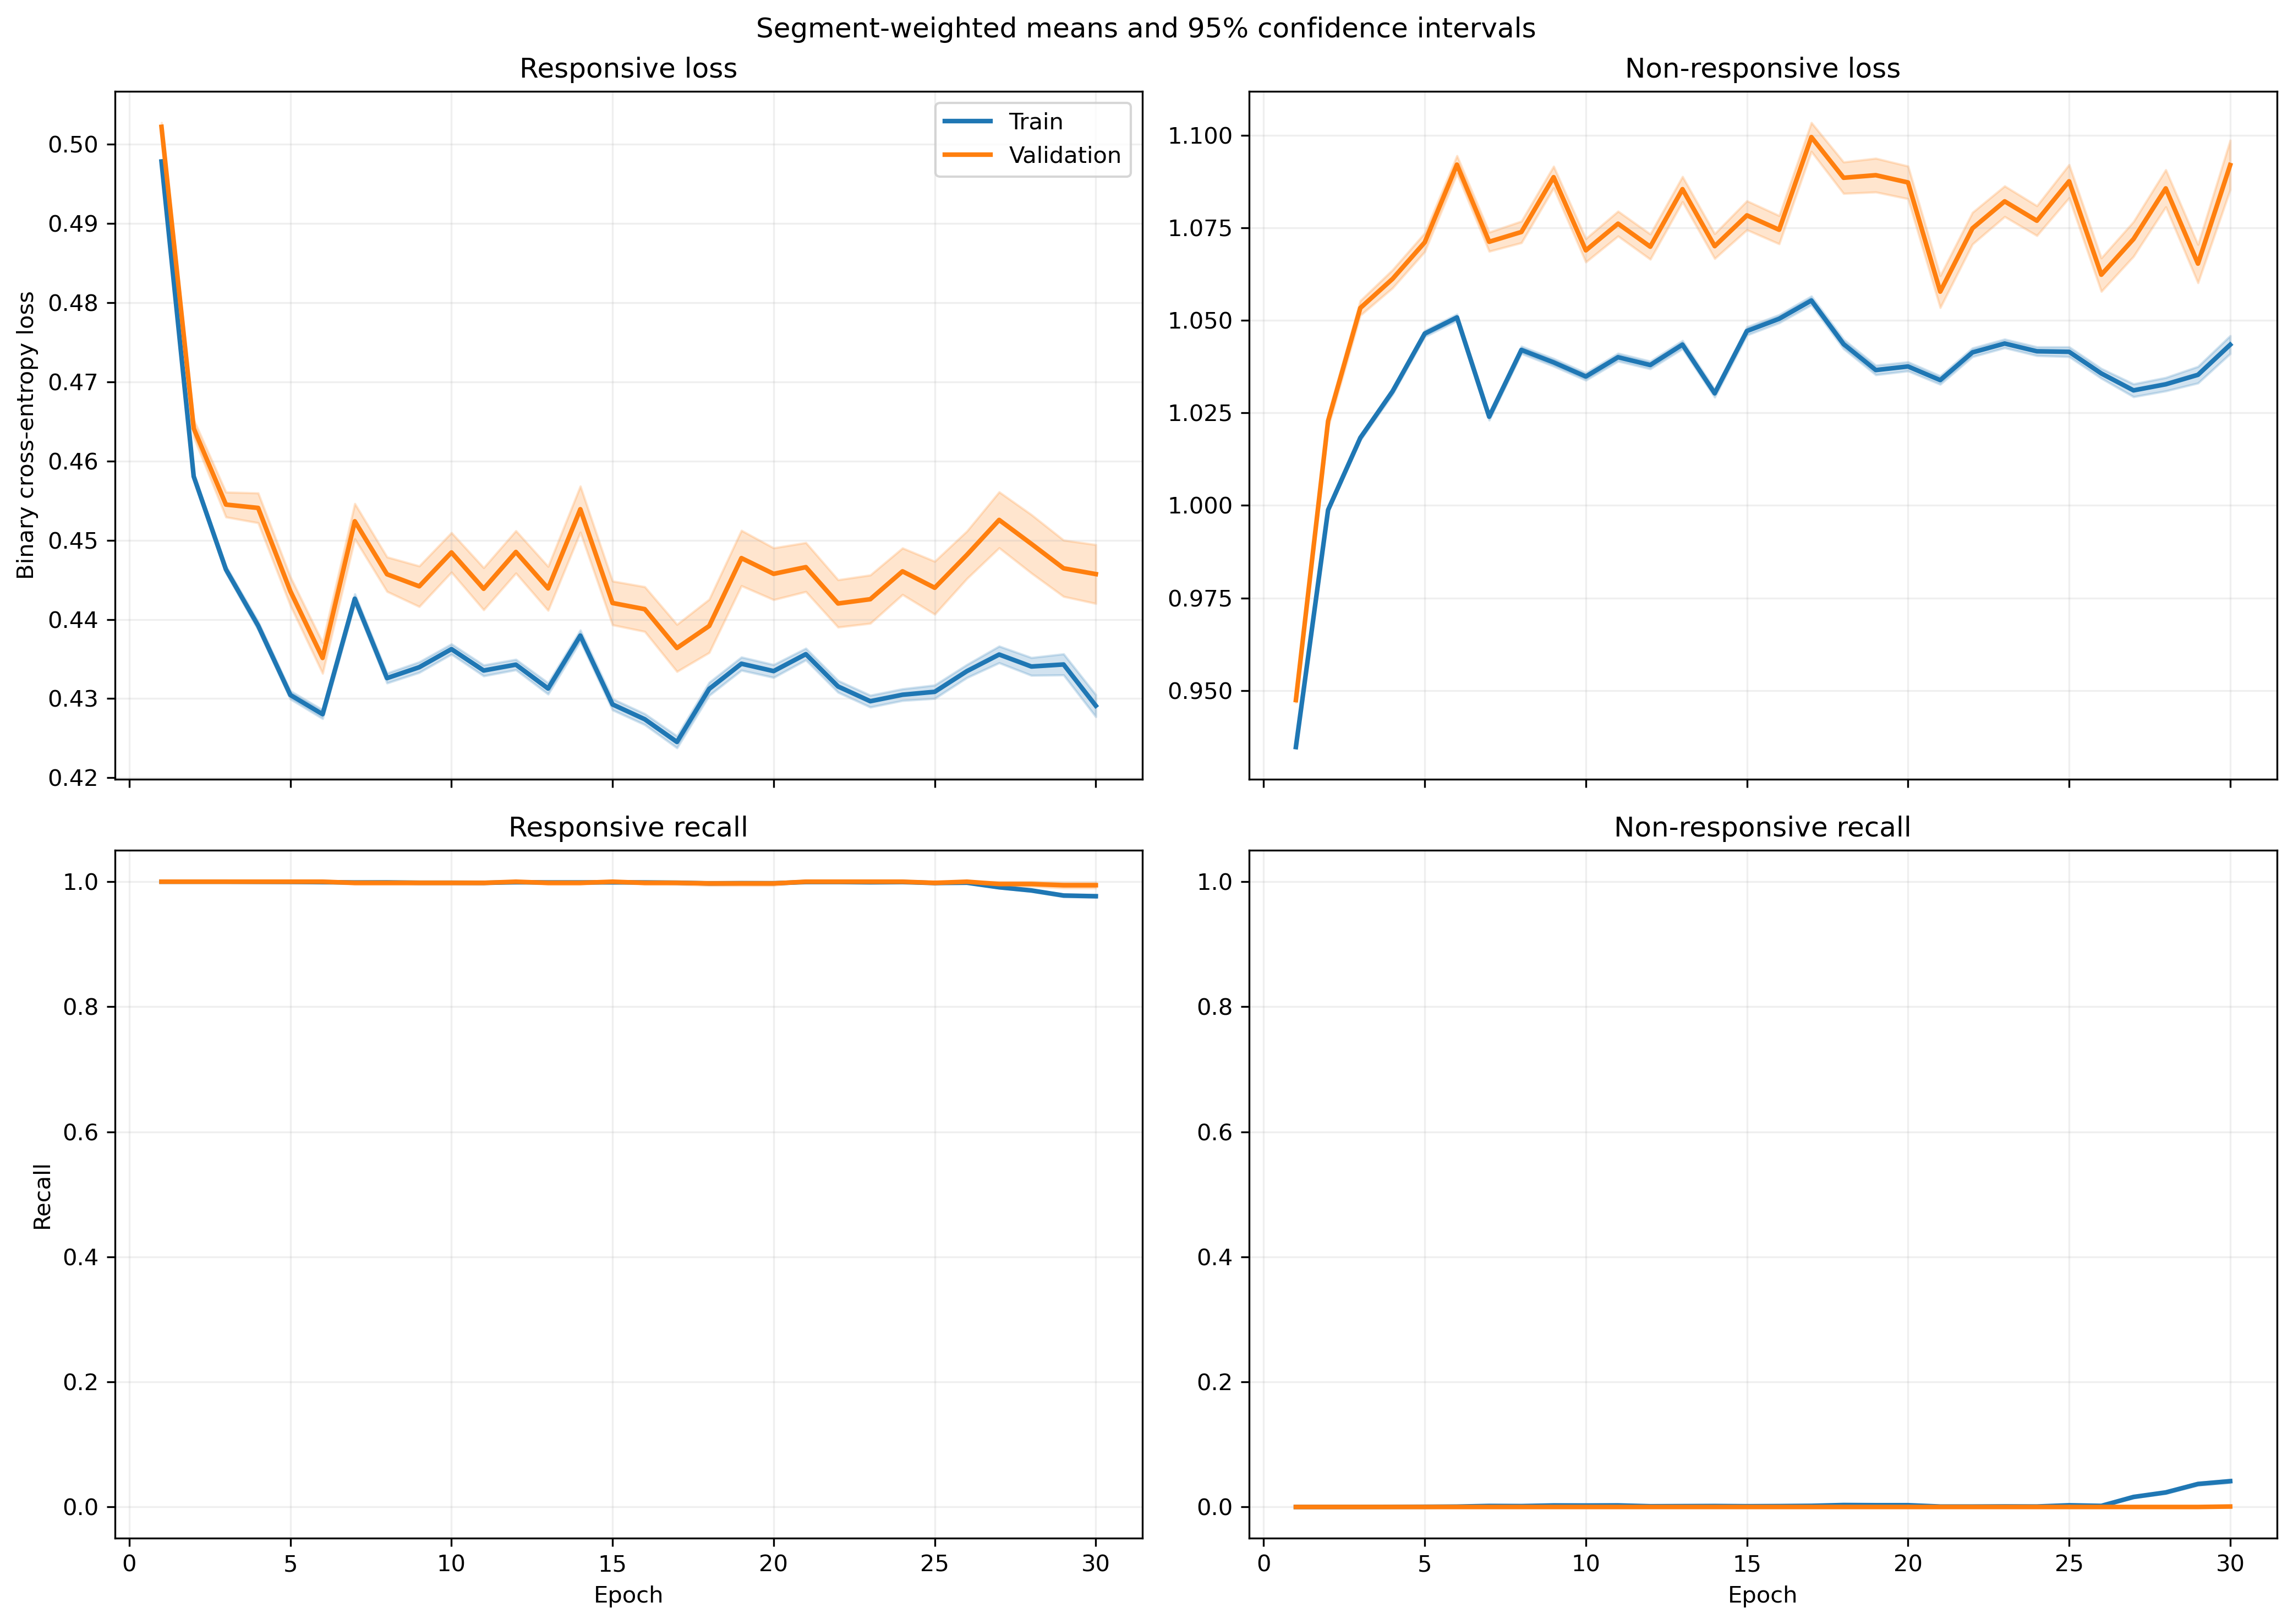 Segment-weighted means and 95% confidence intervals
Responsive loss
Non-responsive loss
Train
Validation
Binary cross-entropy loss
0.50
0.49
0.48
0.47
0.46
0.45
0.44
0.43
0.42
1.100
1.075
1.050
1.025
1.000
0.975
0.950
Responsive recall
Non-responsive recall
Recall
1.0
0.8
0.6
0.4
0.2
0.0
0 5 10 15 20 25 30
Epoch
1.0
0.8
0.6
0.4
0.2
0.0
0 5 10 15 20 25 30
Epoch